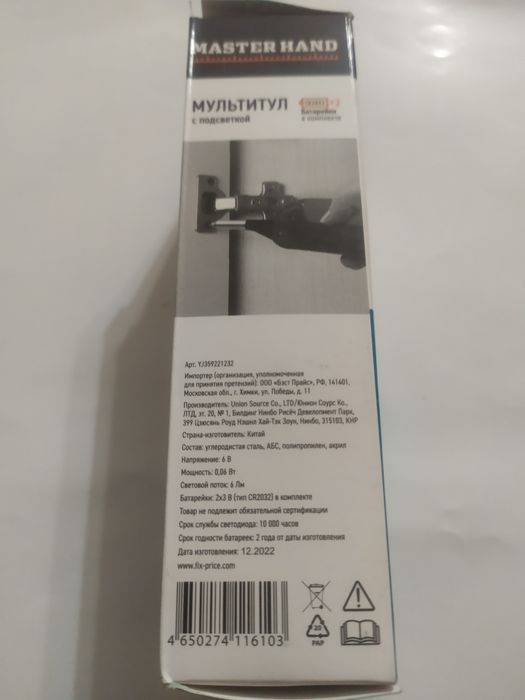 MASTER HAND
МУЛЬТИТУЛ
с подсветкой
Батарейки
в комплекте
Арт. YJ359221232
Импортер (организация, уполномоченная
для принятия претензий): ООО «Бэст Прайс», РФ, 141401,
Московская обл., г. Химки, ул. Победы, д. 11
Производитель: Union Source Co., LTD/Юнион Соурс Ко.,
ЛТД, эт. 20, № 1, Билдинг Нинбо Рисёч Девелопмент Парк,
399 Цзюсянь Роуд Нэшнл Хай-Тэк Зоун, Нинбо, 315103, КНР
Страна-изготовитель: Китай
Состав: углеродистая сталь, АБС, полипропилен, акрил
Напряжение: 6 В
Мощность: 0,06 Вт
Световой поток: 6 Лм
Батарейки: 2х3 В (тип CR2032) в комплекте
Товар не подлежит обязательной сертификации
Срок службы светодиода: 10 000 часов
Срок годности батареек: 2 года от даты изготовления
Дата изготовления: 12.2022
www.fix-price.com
4 650274 116103
20
PAP